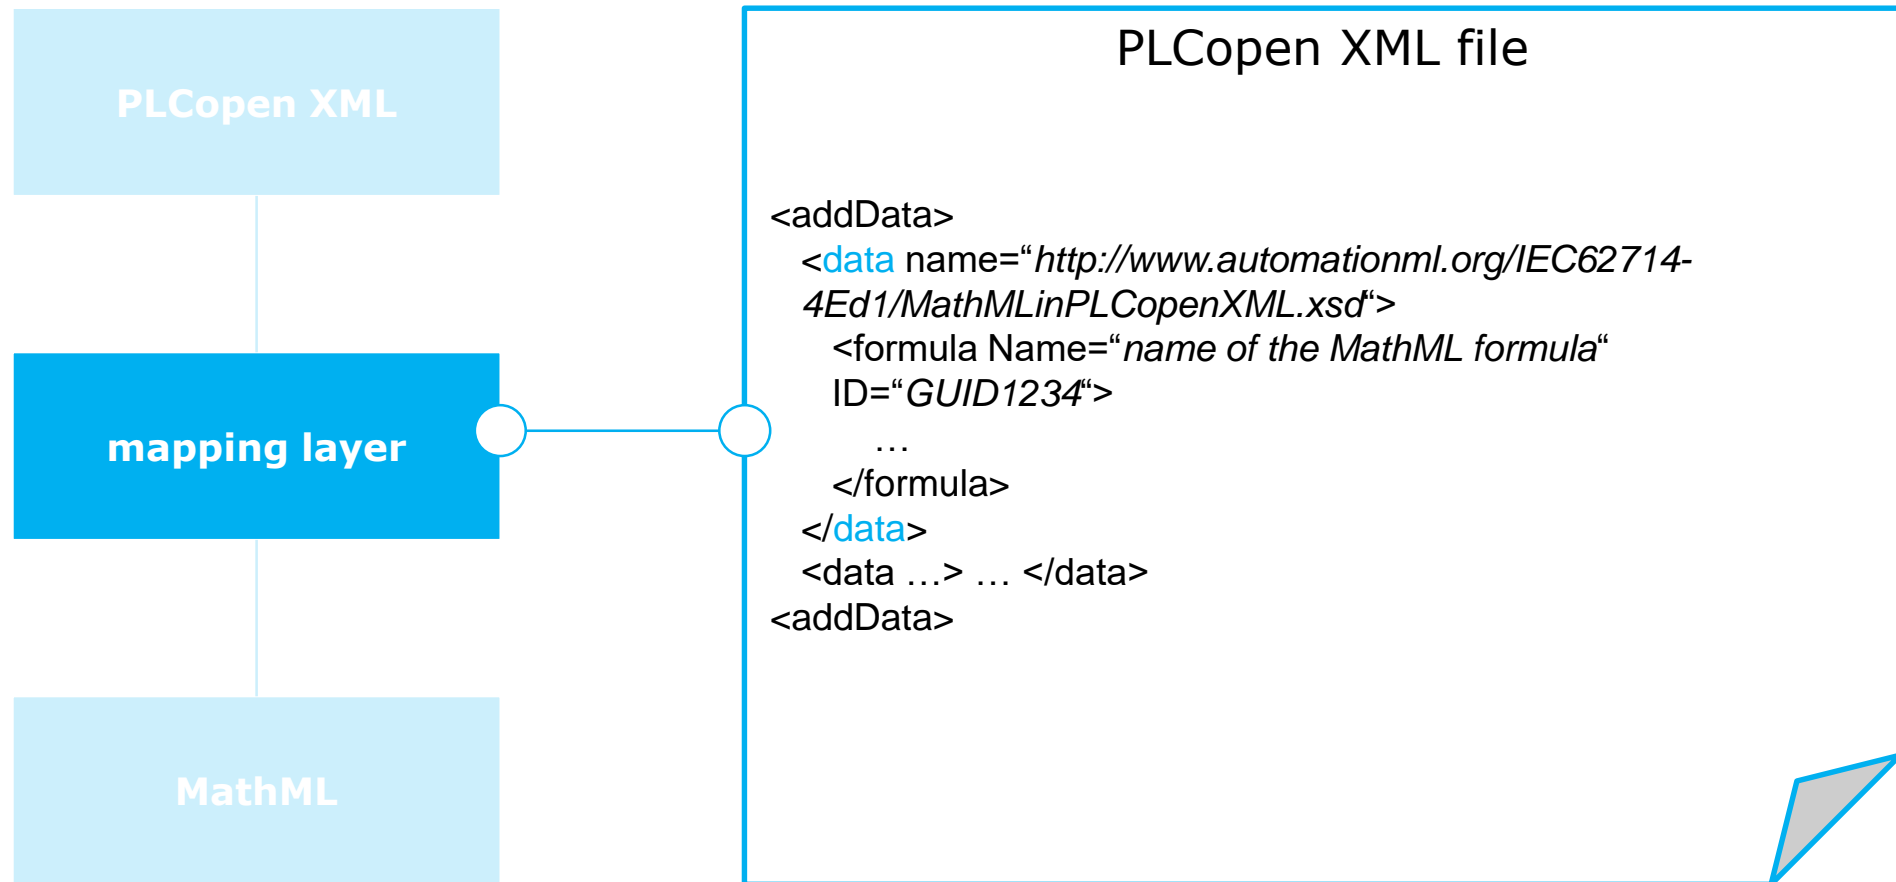 PLCopen XML
mapping layer
MathML
PLCopen XML file
<addData>
<data name=“http://www.automationml.org/IEC62714-
4Ed1/MathMLinPLCopenXML.xsd“>
<formula Name=“name of the MathML formula“
ID=“GUID1234“>
…
</formula>
</data>
<data …> … </data>
<addData>